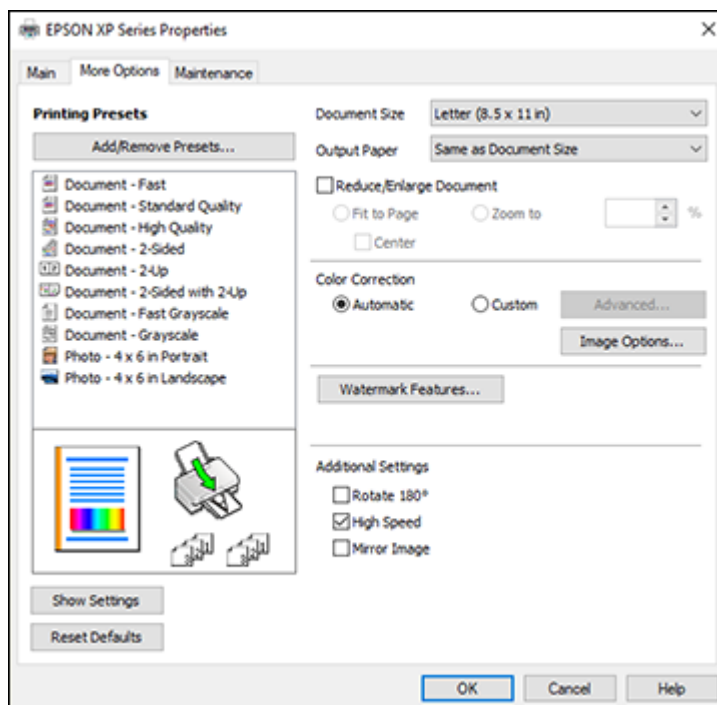 EPSON XP Series Properties
Main
More Options
Maintenance
Printing Presets
Add/Remove Presets...
Document - Fast
Document - Standard Quality
Document - High Quality
Document - 2-Sided
Document - 2-Up
Document - 2-Sided with 2-Up
Document - Fast Grayscale
Document - Grayscale
Photo - 4 x 6 in Portrait
Photo - 4 x 6 in Landscape
Show Settings
Reset Defaults
Document Size
Letter (8.5 x 11 in)
Output Paper
Same as Document Size
Reduce/Enlarge Document
Fit to Page
Zoom to
%
Center
Color Correction
Automatic
Custom
Advanced...
Image Options...
Watermark Features...
Additional Settings
Rotate 180°
High Speed
Mirror Image
OK
Cancel
Help